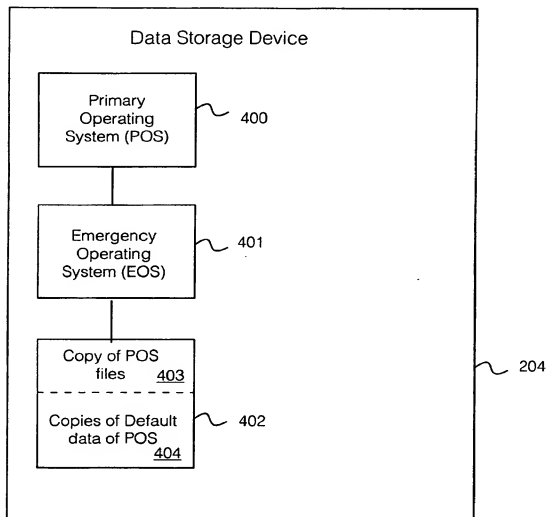 Data Storage Device
Primary
Operating
System (POS)
400
Emergency
Operating
System (EOS)
401
Copy of POS
files 403
204
Copies of Default
data of POS
404
402